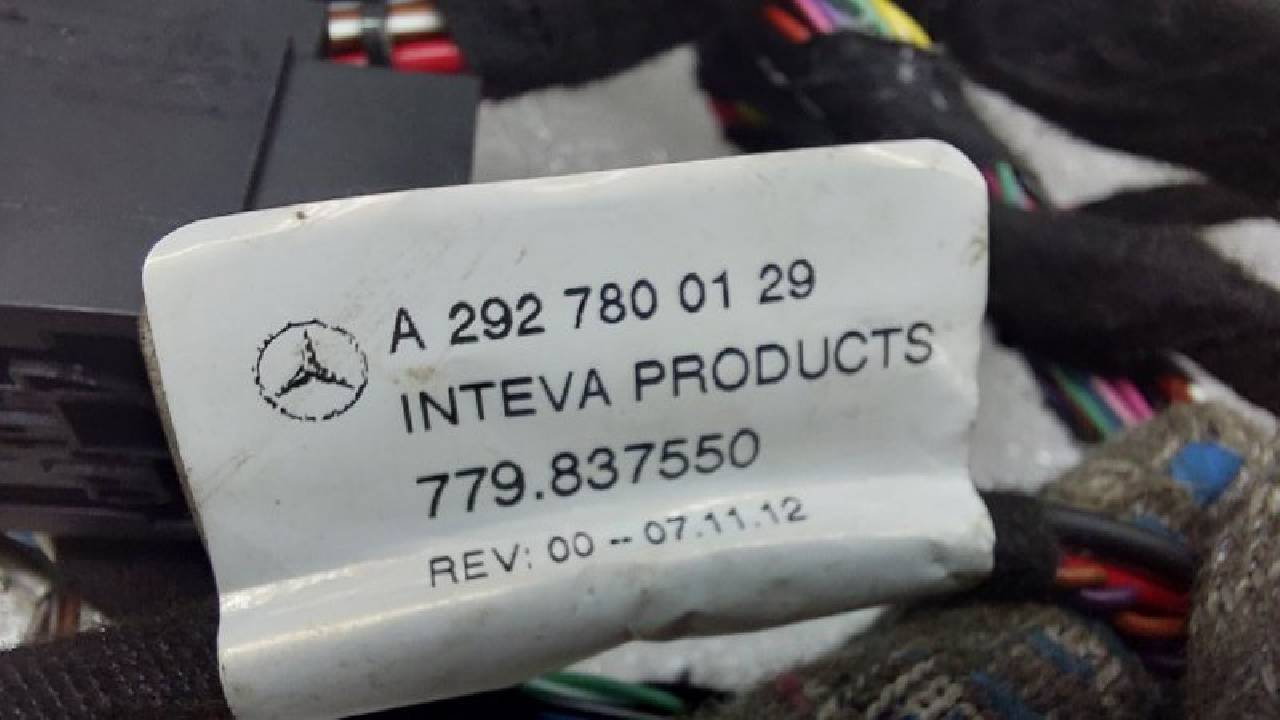 A 292 780 01 29
INTEVA PRODUCTS
779.837550
REV: 00 -- 07.11.12